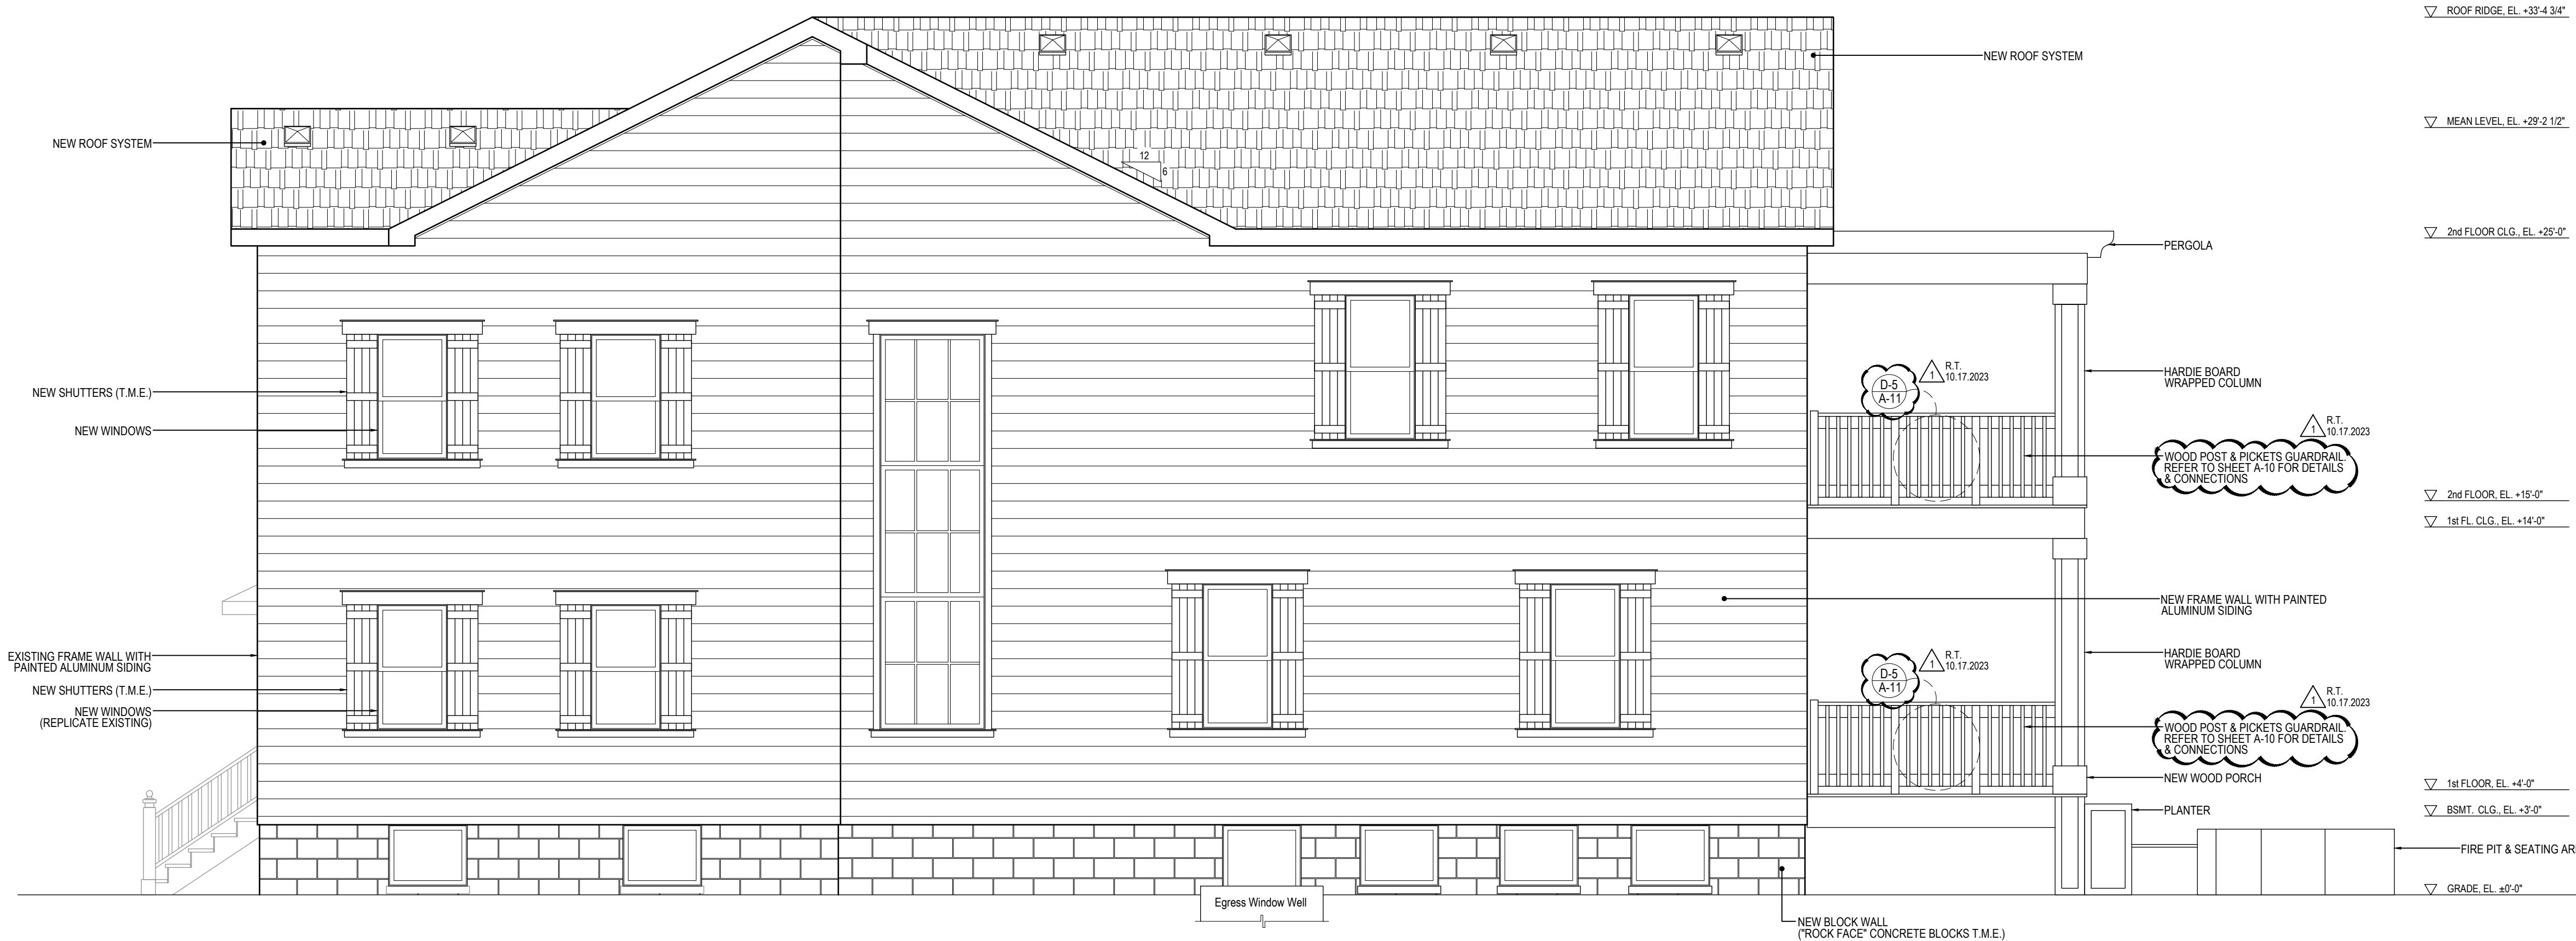 ROOF RIDGE, EL. +33'-4 3/4"
NEW ROOF SYSTEM
MEAN LEVEL, EL. +29'-2 1/2"
NEW ROOF SYSTEM
12
6
2nd FLOOR CLG., EL. +25'-0"
PERGOLA
R.T.
1
10.17.2023
HARDIE BOARD
WRAPPED COLUMN
D-5
A-11
NEW SHUTTERS (T.M.E.)
NEW WINDOWS
R.T.
1
10.17.2023
WOOD POST & PICKETS GUARDRAIL.
REFER TO SHEET A-10 FOR DETAILS
& CONNECTIONS
2nd FLOOR, EL. +15'-0"
1st FL. CLG., EL. +14'-0"
NEW FRAME WALL WITH PAINTED
ALUMINUM SIDING
EXISTING FRAME WALL WITH
PAINTED ALUMINUM SIDING
R.T.
1
10.17.2023
HARDIE BOARD
WRAPPED COLUMN
D-5
A-11
NEW SHUTTERS (T.M.E.)
NEW WINDOWS
(REPLICATE EXISTING)
R.T.
1
10.17.2023
WOOD POST & PICKETS GUARDRAIL.
REFER TO SHEET A-10 FOR DETAILS
& CONNECTIONS
NEW WOOD PORCH
1st FLOOR, EL. +4'-0"
PLANTER
BSMT. CLG., EL. +3'-0"
FIRE PIT & SEATING AR
GRADE, EL. ±0'-0"
Egress Window Well
NEW BLOCK WALL
("ROCK FACE" CONCRETE BLOCKS T.M.E.)